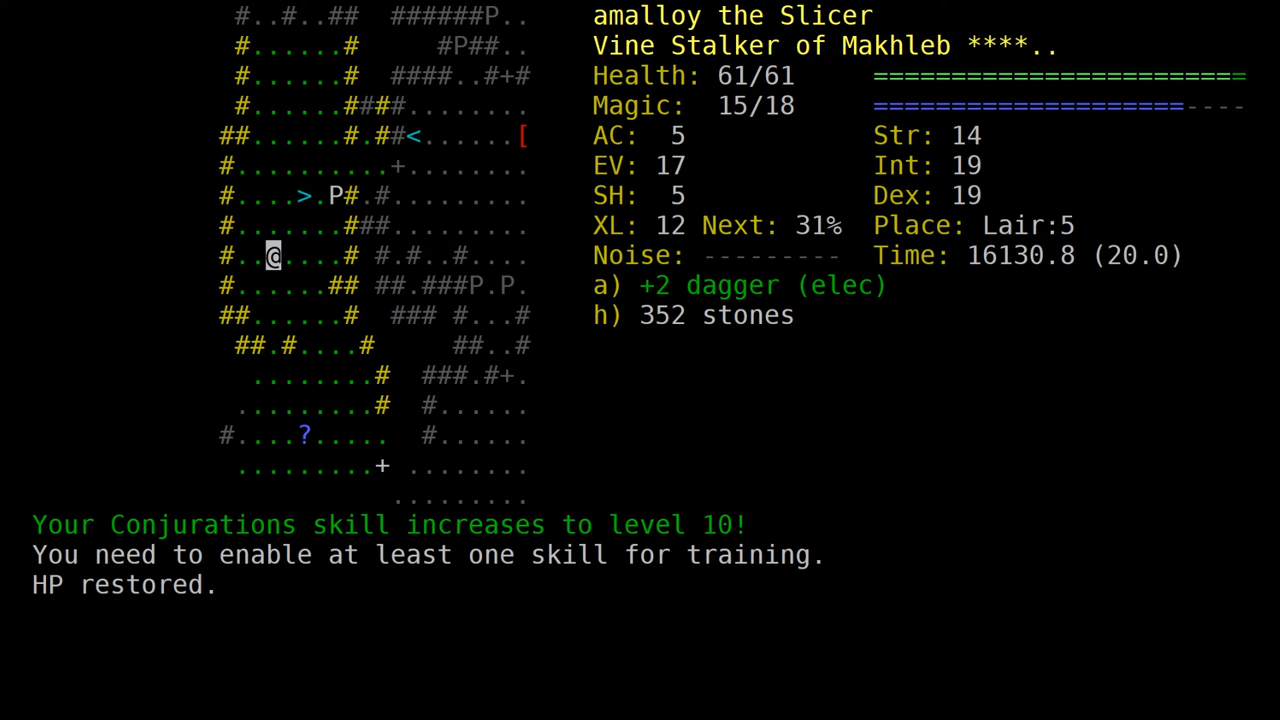 #..#..## ######P.. amalloy the Slicer
#......# #P##.. Vine Stalker of Makhleb ****..
#......# ####..#+# Health: 61/61 ========================
#......####........ Magic: 15/18 ====================----
##......#.##<......[ AC: 5 Str: 14
#..........+........ EV: 17 Int: 19
#....>.P#.#......... SH: 5 Dex: 19
#.......###......... XL: 12 Next: 31% Place: Lair:5
#..@....# #.#..#.... Noise: --------- Time: 16130.8 (20.0)
#......## ##.###P.P. a) +2 dagger (elec)
##......# ### #...# h) 352 stones
##.#....# ##..#
........# ###.#+.
.........# #......
#....?..... #......
.........+ ........
.........
Your Conjurations skill increases to level 10!
You need to enable at least one skill for training.
HP restored.